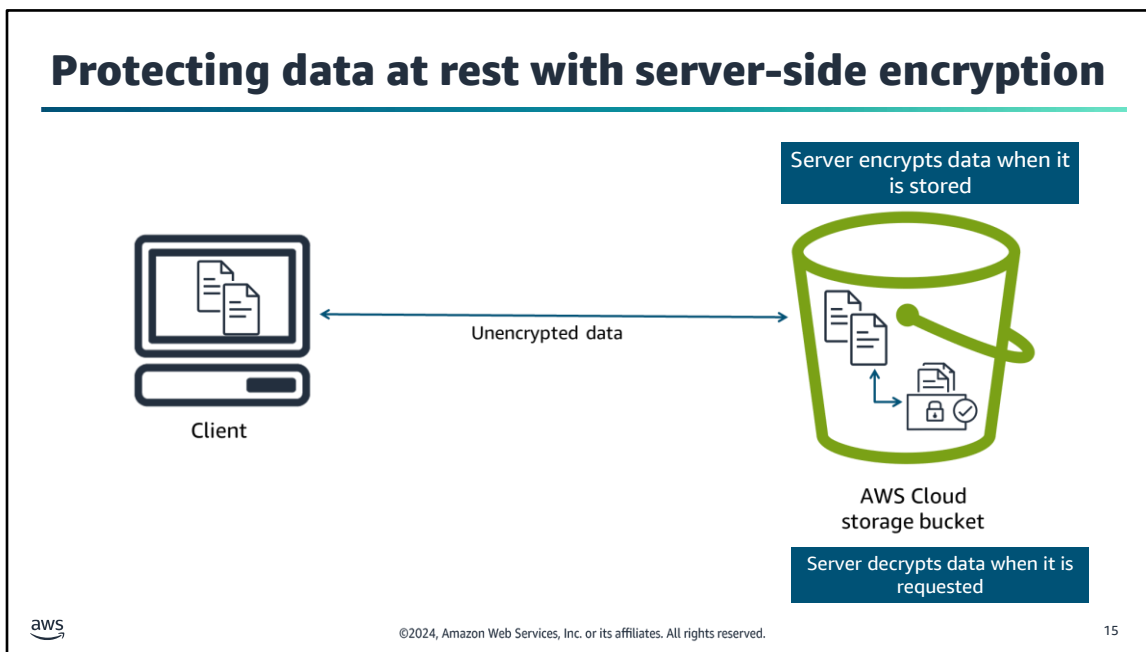 Protecting data at rest with server-side encryption
Server encrypts data when it
is stored
Unencrypted data
Client
AWS Cloud
storage bucket
Server decrypts data when it is
requested
aws
©2024, Amazon Web Services, Inc. or its affiliates. All rights reserved.
15